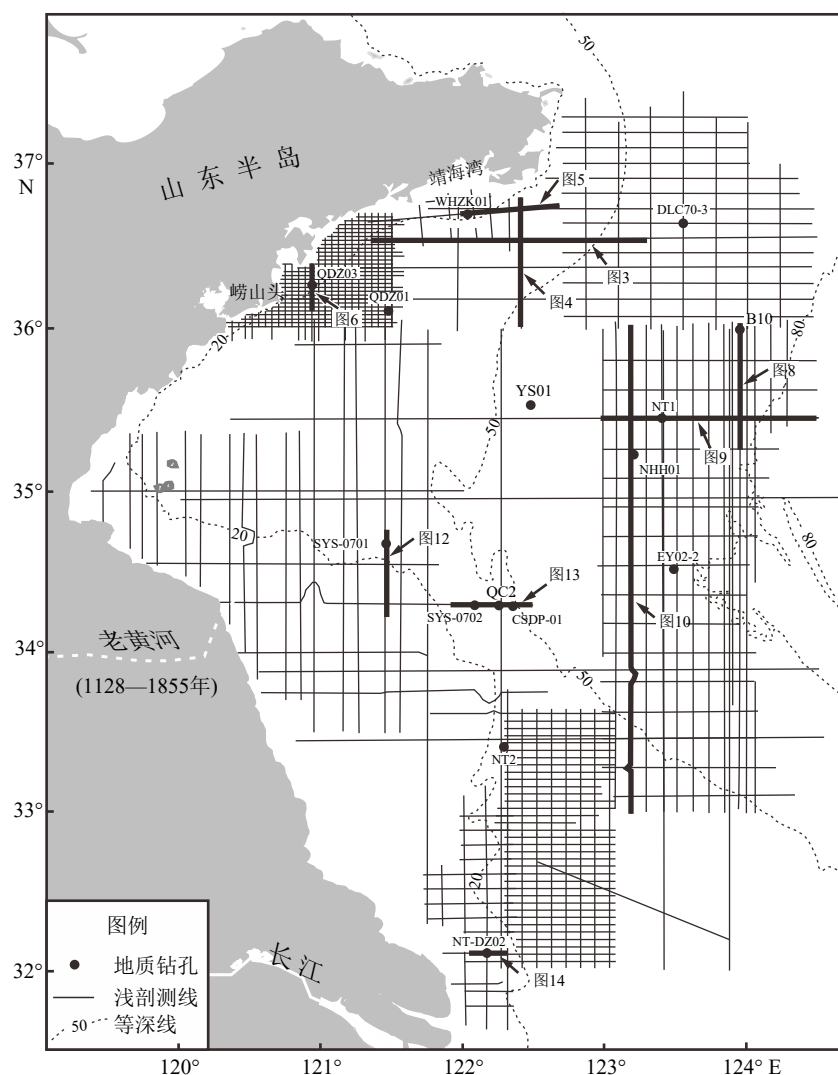 50
37°
N
山东半岛
靖海湾
图5
WHZK01
DLC70-3
图3
QDZ03
崂山头
图4
QDZ01
图6
20
36°
B10
80
图8
YS01
50
NT1
图9
NHH01
35°
20
SYS-0701
图12
80
EY02-2
QC2
图13
SYS-0702
CSDP-01
图10
34°
老黄河
(1128—1855年)
50
NT2
33°
20
图例
NT-DZ02
地质钻孔
长江
32°
图14
浅剖测线
50
等深线
120°
121°
122°
123°
124° E